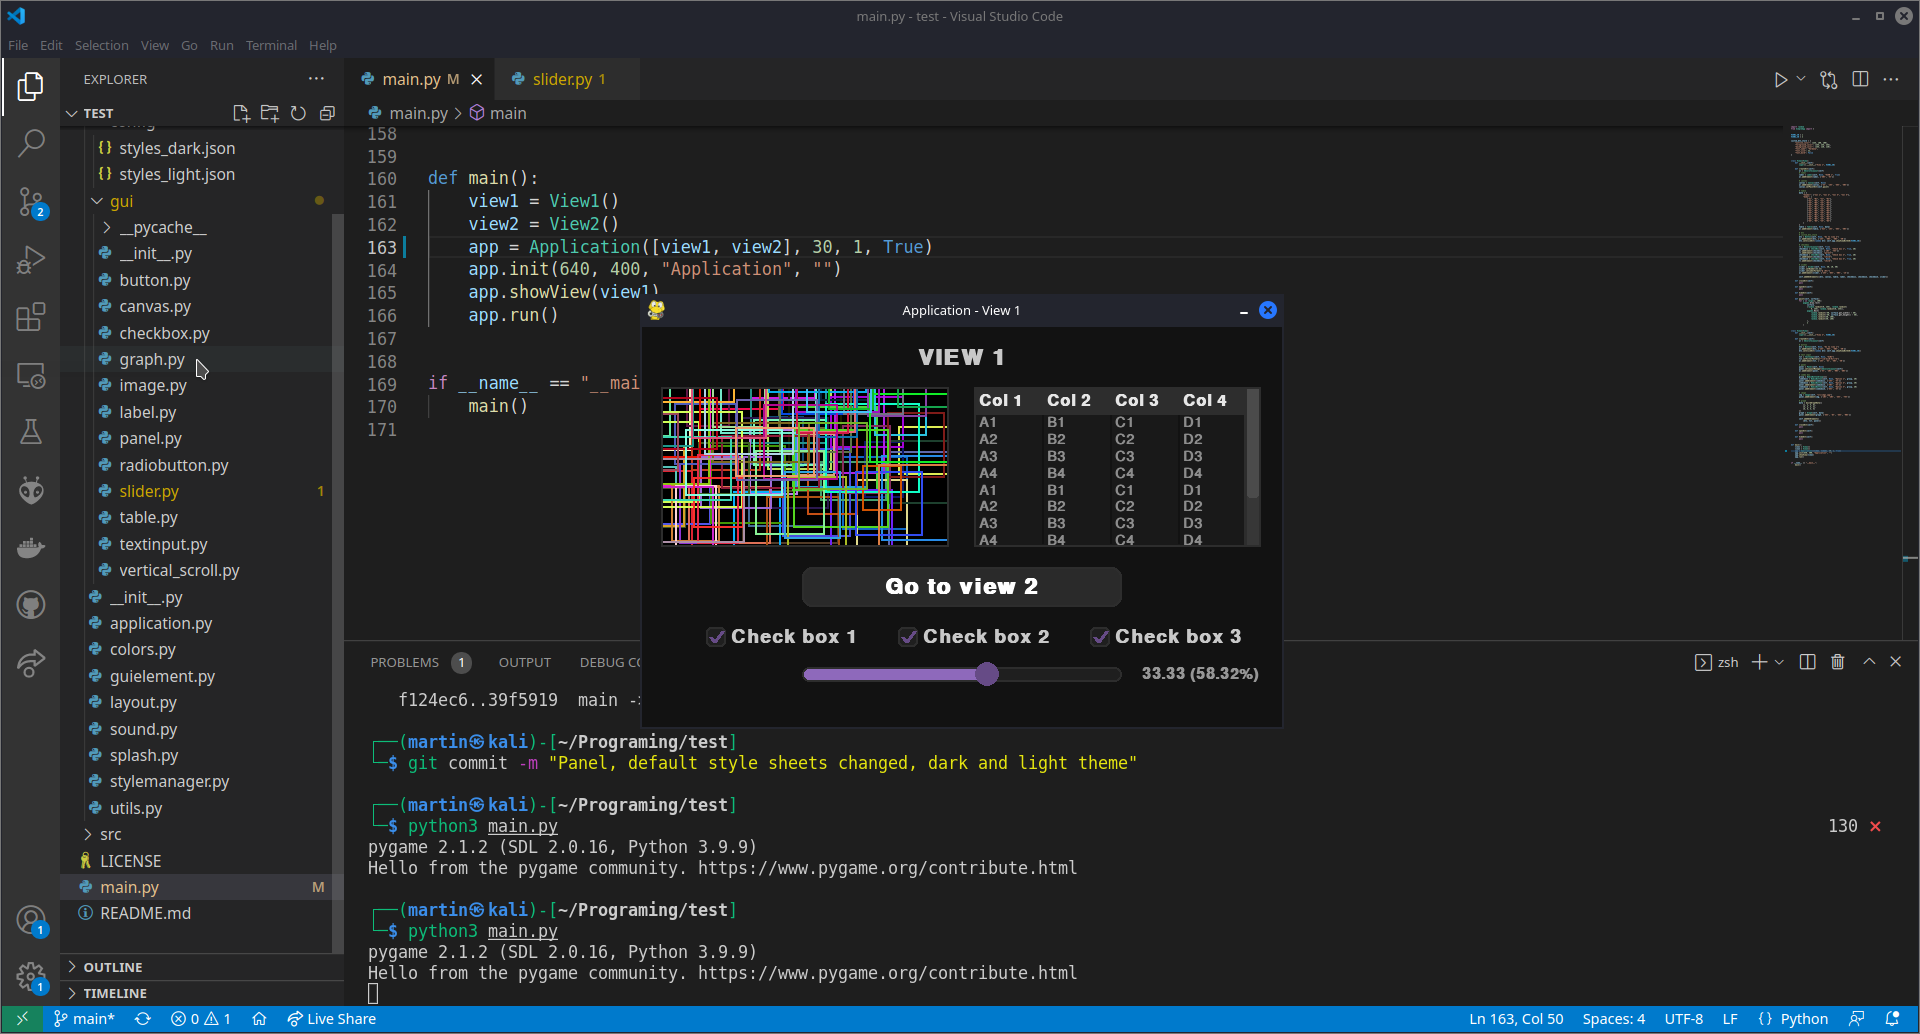 main.py - test - Visual Studio Code
File Edit Selection View Go Run Terminal Help
EXPLORER
TEST
styles_dark.json
styles_light.json
gui
__pycache__
__init__.py
button.py
canvas.py
checkbox.py
graph.py
image.py
label.py
panel.py
radiobutton.py
slider.py 1
table.py
textinput.py
vertical_scroll.py
__init__.py
application.py
colors.py
guielement.py
layout.py
sound.py
splash.py
stylemanager.py
utils.py
src
LICENSE
main.py M
README.md
OUTLINE
TIMELINE
main.py M
slider.py 1
main.py > main
158
159
160 def main():
161 view1 = View1()
162 view2 = View2()
163 app = Application([view1, view2], 30, 1, True)
164 app.init(640, 400, "Application", "")
165 app.showView(view1)
166 app.run()
167
168
169 if __name__ == "__mai
170 main()
171
Application - View 1
VIEW 1
Col 1 Col 2 Col 3 Col 4
A1 B1 C1 D1
A2 B2 C2 D2
A3 B3 C3 D3
A4 B4 C4 D4
A1 B1 C1 D1
A2 B2 C2 D2
A3 B3 C3 D3
A4 B4 C4 D4
Go to view 2
Check box 1 Check box 2 Check box 3
33.33 (58.32%)
PROBLEMS 1 OUTPUT DEBUG CO
zsh
f124ec6..39f5919 main -
(martin㉿kali)-[~/Programing/test]
$ git commit -m "Panel, default style sheets changed, dark and light theme"
(martin㉿kali)-[~/Programing/test]
$ python3 main.py
130 ✕
pygame 2.1.2 (SDL 2.0.16, Python 3.9.9)
Hello from the pygame community. https://www.pygame.org/contribute.html
(martin㉿kali)-[~/Programing/test]
$ python3 main.py
pygame 2.1.2 (SDL 2.0.16, Python 3.9.9)
Hello from the pygame community. https://www.pygame.org/contribute.html
2
1
1
main* 0 1 Live Share
Ln 163, Col 50 Spaces: 4 UTF-8 LF {} Python